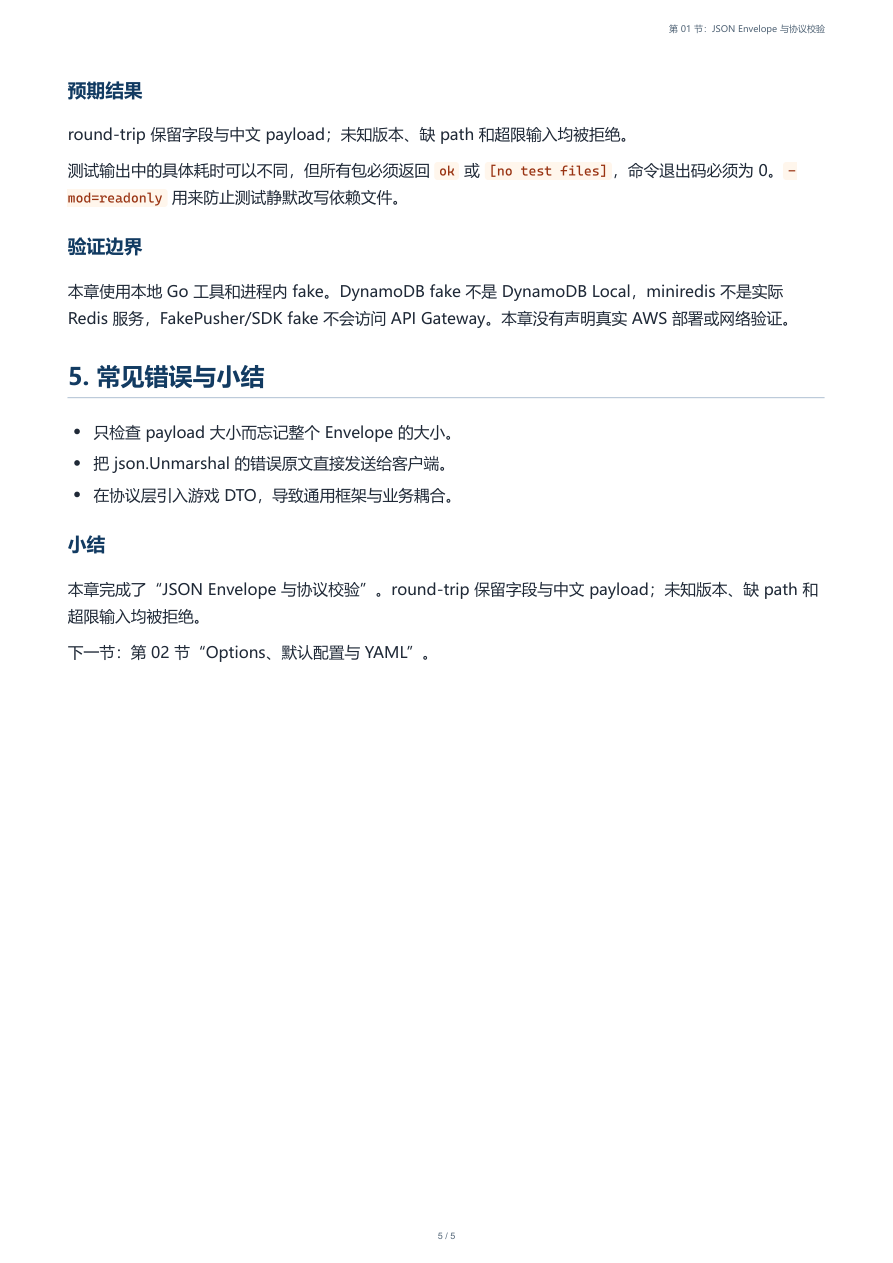 第 01 节：JSON Envelope 与协议校验
预期结果
round-trip 保留字段与中文 payload；未知版本、缺 path 和超限输入均被拒绝。
测试输出中的具体耗时可以不同，但所有包必须返回 ok 或 [no test files]，命令退出码必须为 0。-
mod=readonly 用来防止测试静默改写依赖文件。
验证边界
本章使用本地 Go 工具和进程内 fake。DynamoDB fake 不是 DynamoDB Local，miniredis 不是实际
Redis 服务，FakePusher/SDK fake 不会访问 API Gateway。本章没有声明真实 AWS 部署或网络验证。
5. 常见错误与小结
• 只检查 payload 大小而忘记整个 Envelope 的大小。
• 把 json.Unmarshal 的错误原文直接发送给客户端。
• 在协议层引入游戏 DTO，导致通用框架与业务耦合。
小结
本章完成了“JSON Envelope 与协议校验”。round-trip 保留字段与中文 payload；未知版本、缺 path 和
超限输入均被拒绝。
下一节：第 02 节“Options、默认配置与 YAML”。
5 / 5